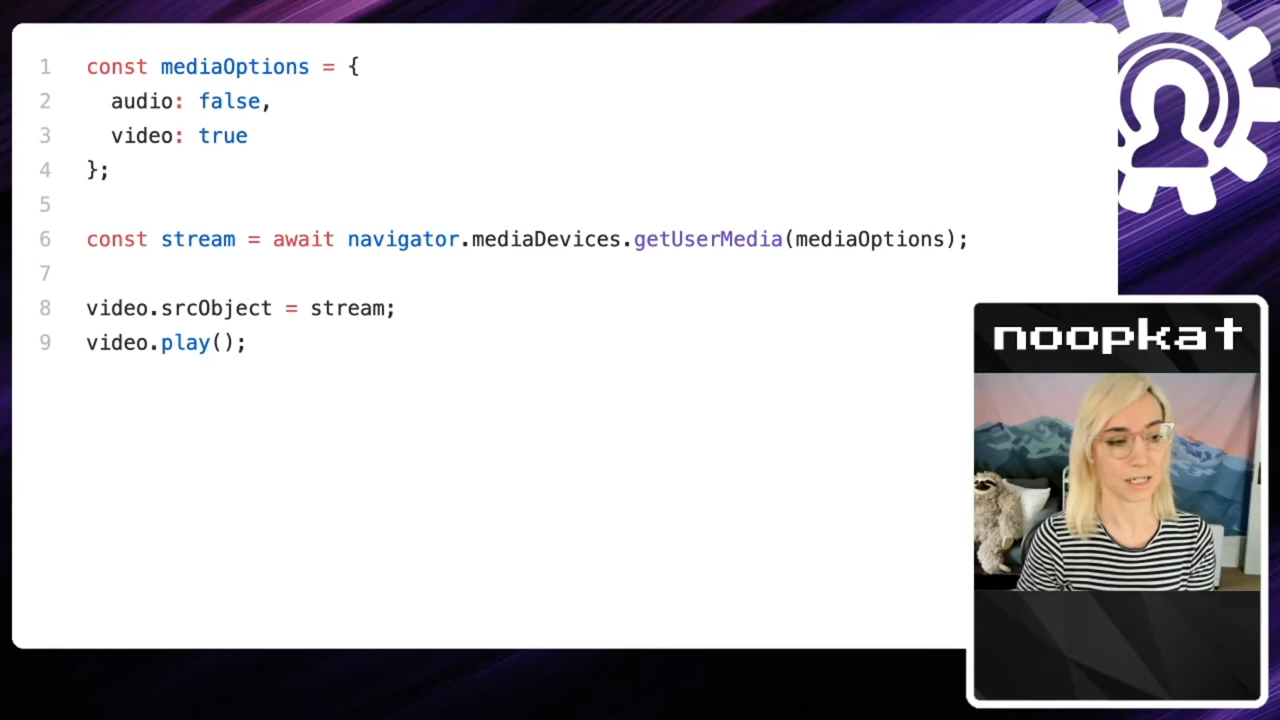 1 const mediaOptions = {
2 audio: false,
3 video: true
4 };
5
6 const stream = await navigator.mediaDevices.getUserMedia(mediaOptions);
7
8 video.srcObject = stream;
9 video.play();
noopkat